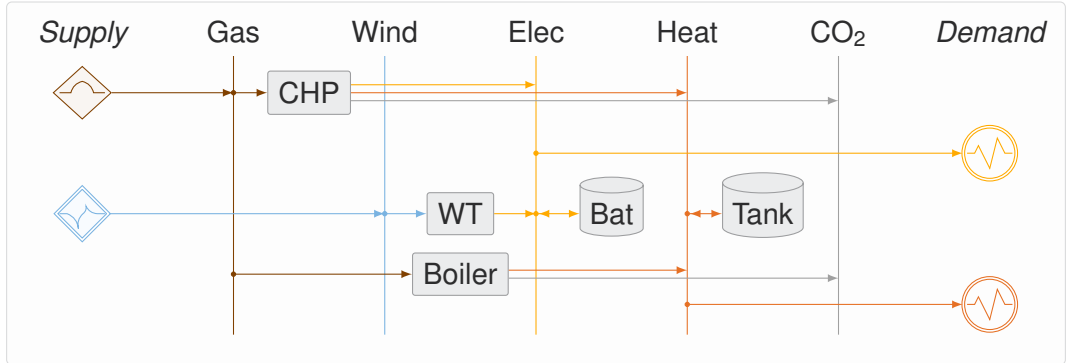 Supply Gas Wind Elec Heat CO₂ Demand
CHP
WT Bat Tank
Boiler